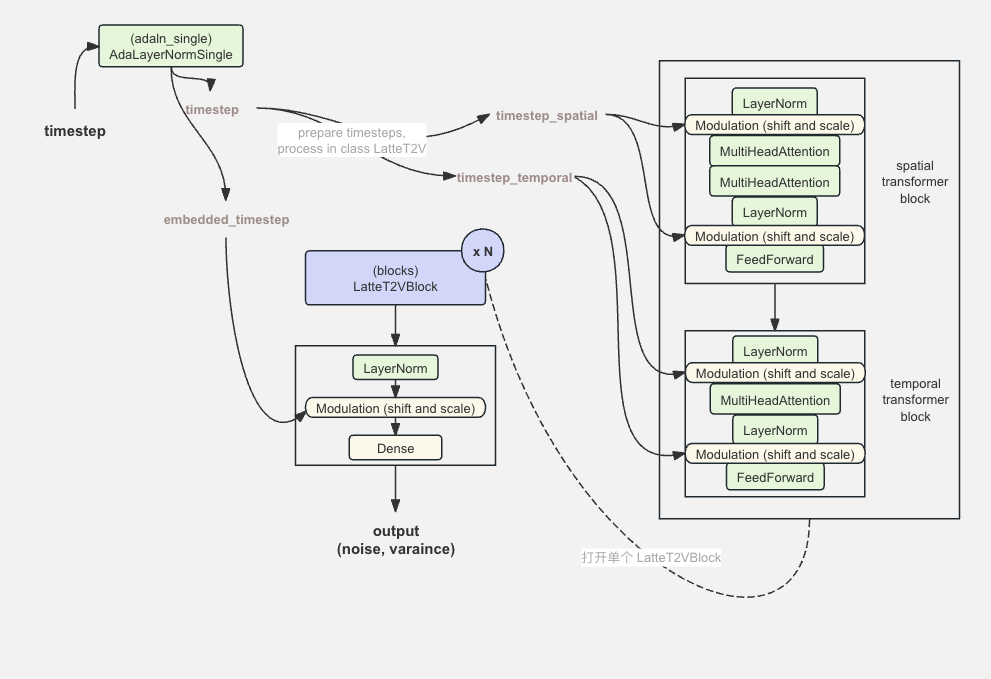 (adaln_single)
AdaLayerNormSingle
timestep
timestep
prepare timesteps,
process in class LatteT2V
timestep_spatial
timestep_temporal
embedded_timestep
x N
(blocks)
LatteT2VBlock
LayerNorm
Modulation (shift and scale)
Dense
output
(noise, varaince)
LayerNorm
Modulation (shift and scale)
MultiHeadAttention
MultiHeadAttention
LayerNorm
Modulation (shift and scale)
FeedForward
spatial
transformer
block
LayerNorm
Modulation (shift and scale)
MultiHeadAttention
LayerNorm
Modulation (shift and scale)
FeedForward
temporal
transformer
block
打开单个 LatteT2VBlock